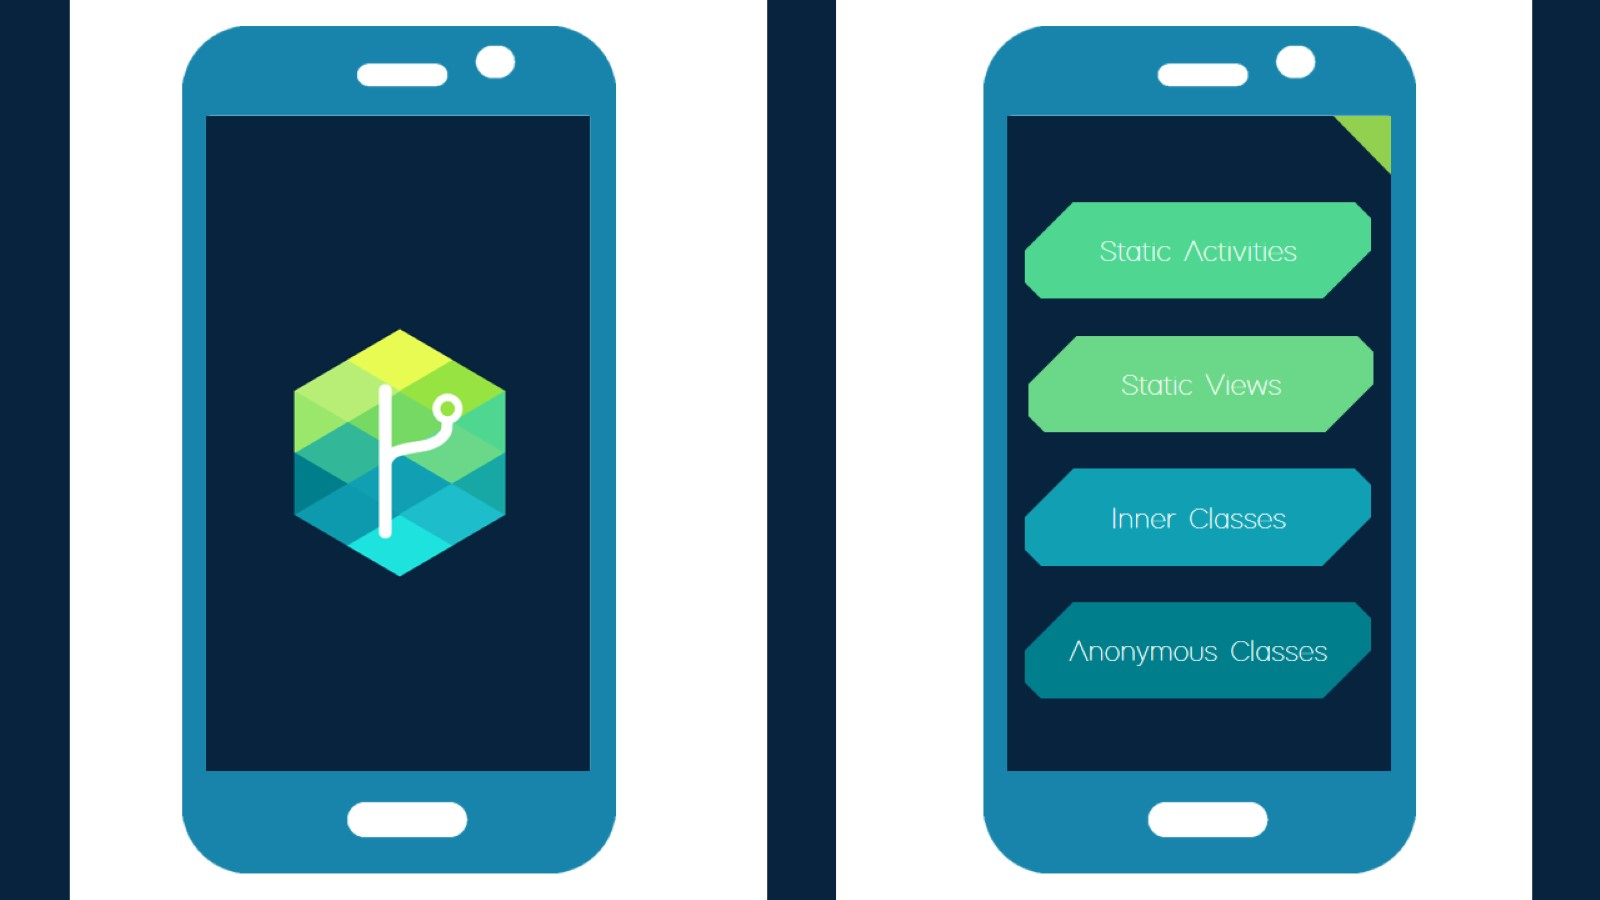 Static Activities
Static Views
Inner Classes
Anonymous Classes